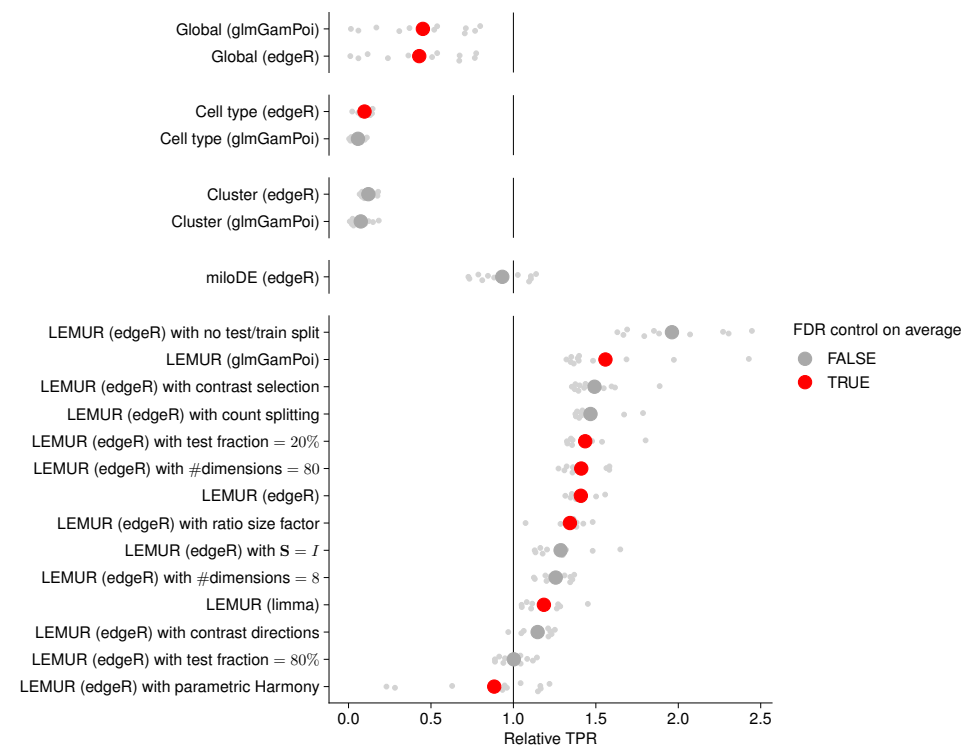 Global (glmGamPoi)
Global (edgeR)
Cell type (edgeR)
Cell type (glmGamPoi)
Cluster (edgeR)
Cluster (glmGamPoi)
miloDE (edgeR)
LEMUR (edgeR) with no test/train split
LEMUR (glmGamPoi)
LEMUR (edgeR) with contrast selection
LEMUR (edgeR) with count splitting
LEMUR (edgeR) with test fraction = 20%
LEMUR (edgeR) with #dimensions = 80
LEMUR (edgeR)
LEMUR (edgeR) with ratio size factor
LEMUR (edgeR) with S = I
LEMUR (edgeR) with #dimensions = 8
LEMUR (limma)
LEMUR (edgeR) with contrast directions
LEMUR (edgeR) with test fraction = 80%
LEMUR (edgeR) with parametric Harmony
0.0 0.5 1.0 1.5 2.0 2.5
Relative TPR
FDR control on average
FALSE
TRUE